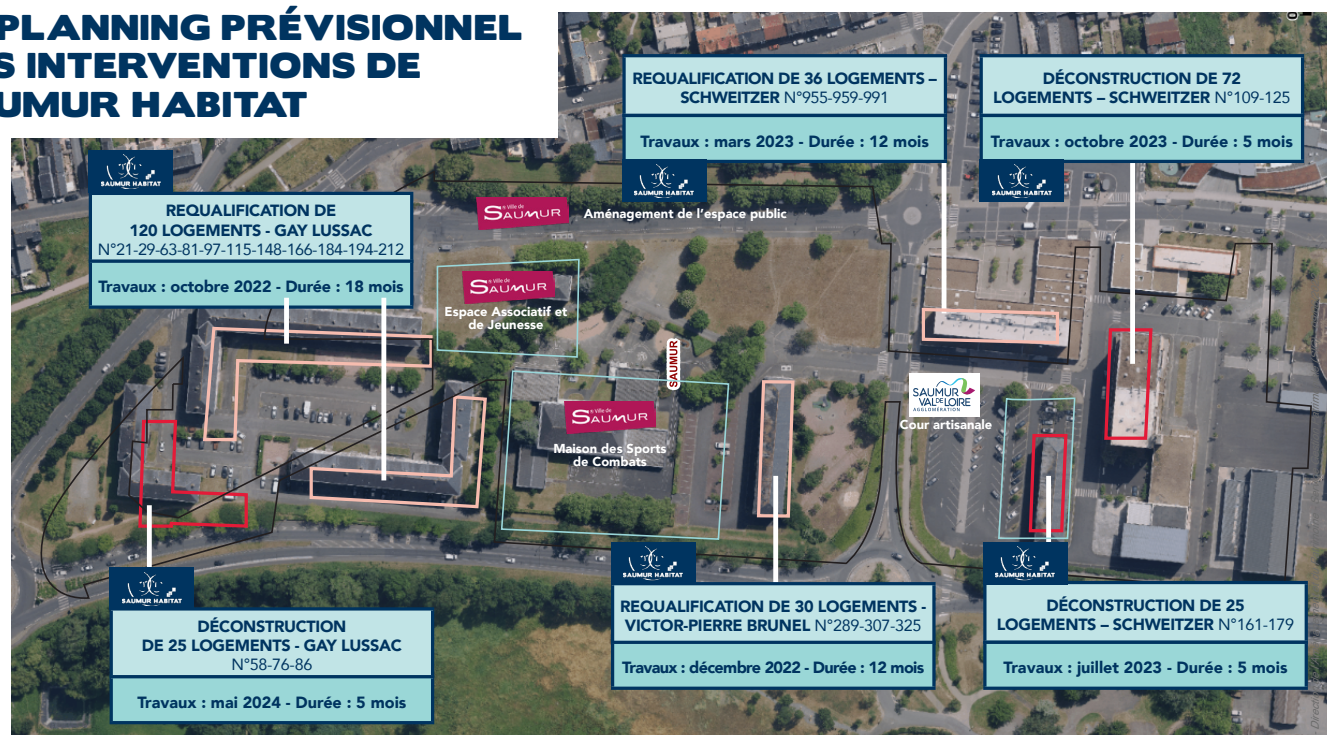 PLANNING PRÉVISIONNEL
S INTERVENTIONS DE
UMUR HABITAT
REQUALIFICATION DE 36 LOGEMENTS –
SCHWEITZER N°955-959-991
Travaux : mars 2023 - Durée : 12 mois
SAUMUR HABITAT
DÉCONSTRUCTION DE 72
LOGEMENTS – SCHWEITZER N°109-125
Travaux : octobre 2023 - Durée : 5 mois
SAUMUR HABITAT
SAUMUR HABITAT
REQUALIFICATION DE
120 LOGEMENTS - GAY LUSSAC
N°21-29-63-81-97-115-148-166-184-194-212
Travaux : octobre 2022 - Durée : 18 mois
Ville de
SAUMUR
Aménagement de l'espace public
Ville de
SAUMUR
Espace Associatif et
de Jeunesse
SAUMUR
Ville de
SAUMUR
Maison des Sports
de Combats
SAUMUR
VAL DE LOIRE
AGGLOMÉRATION
Cour artisanale
SAUMUR HABITAT
DÉCONSTRUCTION
DE 25 LOGEMENTS - GAY LUSSAC
N°58-76-86
Travaux : mai 2024 - Durée : 5 mois
SAUMUR HABITAT
REQUALIFICATION DE 30 LOGEMENTS -
VICTOR-PIERRE BRUNEL N°289-307-325
Travaux : décembre 2022 - Durée : 12 mois
SAUMUR HABITAT
DÉCONSTRUCTION DE 25
LOGEMENTS – SCHWEITZER N°161-179
Travaux : juillet 2023 - Durée : 5 mois